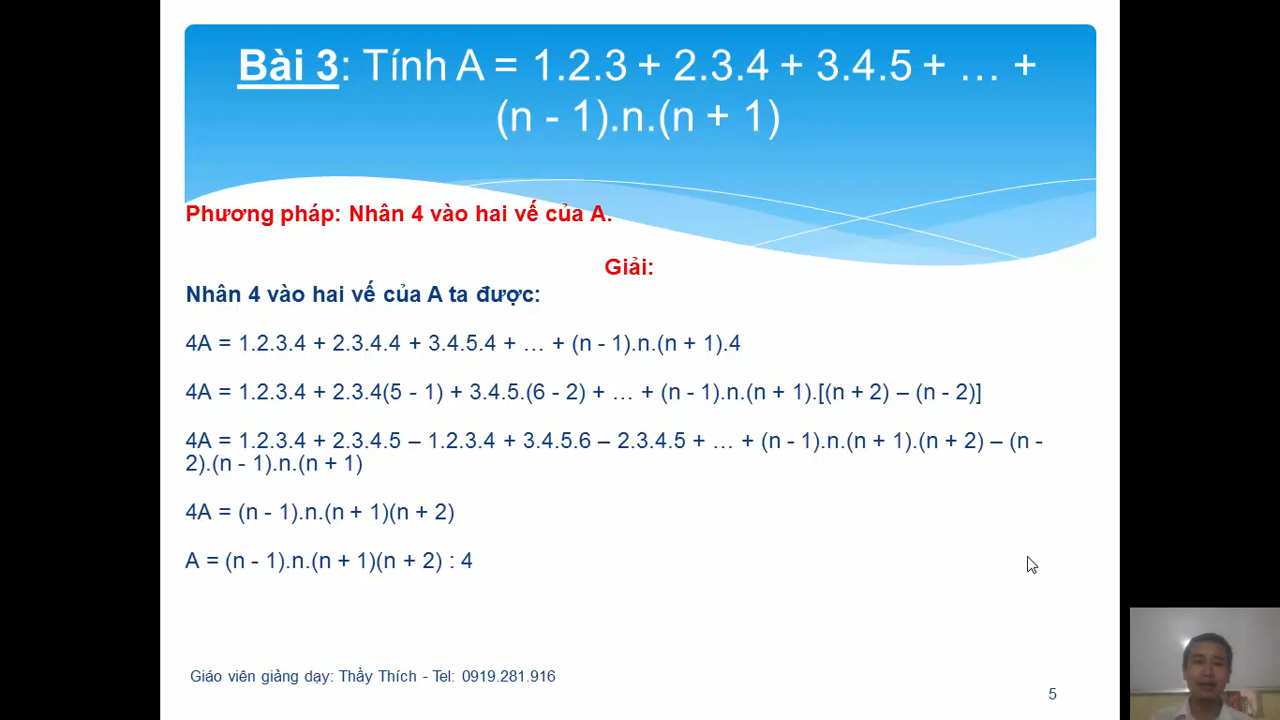 Bài 3: Tính A = 1.2.3 + 2.3.4 + 3.4.5 + … +
(n - 1).n.(n + 1)
Phương pháp: Nhân 4 vào hai vế của A.
Giải:
Nhân 4 vào hai vế của A ta được:
4A = 1.2.3.4 + 2.3.4.4 + 3.4.5.4 + … + (n - 1).n.(n + 1).4
4A = 1.2.3.4 + 2.3.4(5 - 1) + 3.4.5.(6 - 2) + … + (n - 1).n.(n + 1).[(n + 2) – (n - 2)]
4A = 1.2.3.4 + 2.3.4.5 – 1.2.3.4 + 3.4.5.6 – 2.3.4.5 + … + (n - 1).n.(n + 1).(n + 2) – (n -
2).(n - 1).n.(n + 1)
4A = (n - 1).n.(n + 1)(n + 2)
A = (n - 1).n.(n + 1)(n + 2) : 4
Giáo viên giảng dạy: Thầy Thích - Tel: 0919.281.916
5